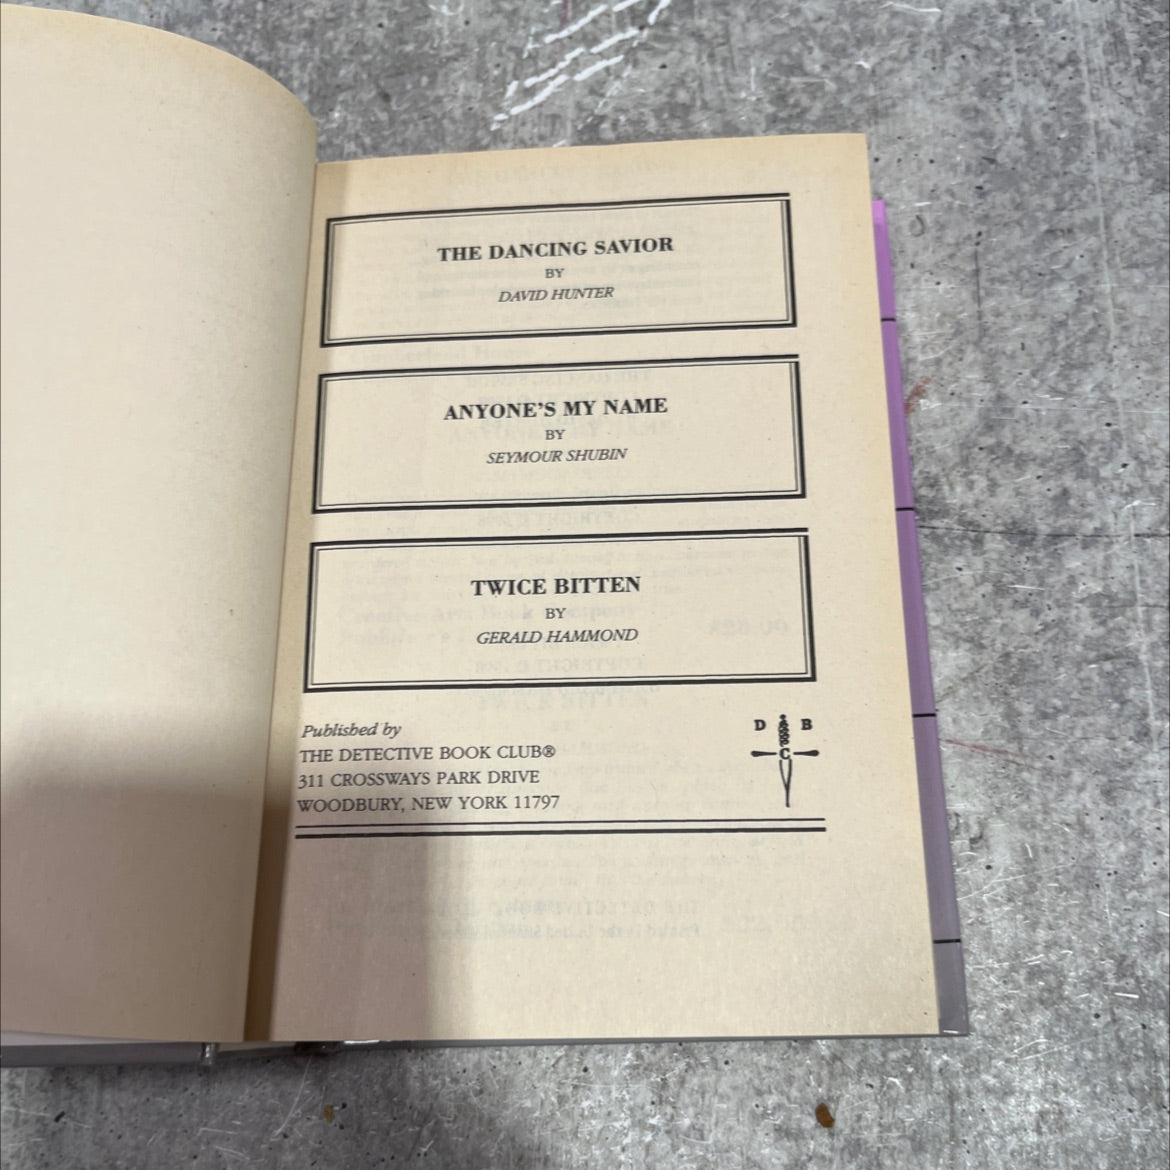 THE DANCING SAVIOR
BY
DAVID HUNTER
ANYONE'S MY NAME
BY
SEYMOUR SHUBIN
TWICE BITTEN
BY
GERALD HAMMOND
Published by
THE DETECTIVE BOOK CLUB®
311 CROSSWAYS PARK DRIVE
WOODBURY, NEW YORK 11797
D B
C